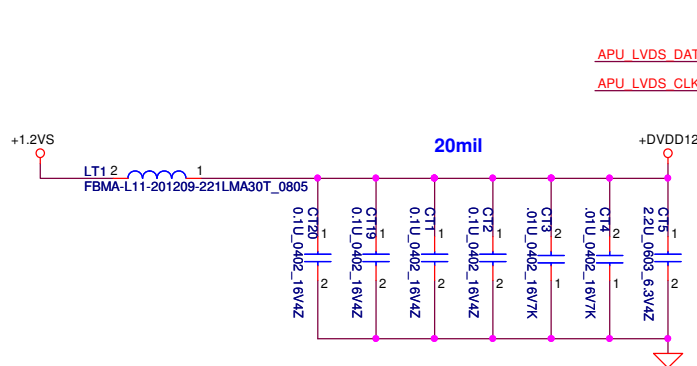 APU_LVDS_DAT
APU_LVDS_CLK
+1.2VS
20mil
+DVDD12
LT1 2 1
FBMA-L11-201209-221LMA30T_0805
CT20
0.1U_0402_16V4Z
1
2
CT19
0.1U_0402_16V4Z
1
2
CT1
0.1U_0402_16V4Z
1
2
CT2
0.1U_0402_16V4Z
1
2
CT3
.01U_0402_16V7K
2
1
CT4
.01U_0402_16V7K
2
1
CT5
2.2U_0603_6.3V4Z
1
2